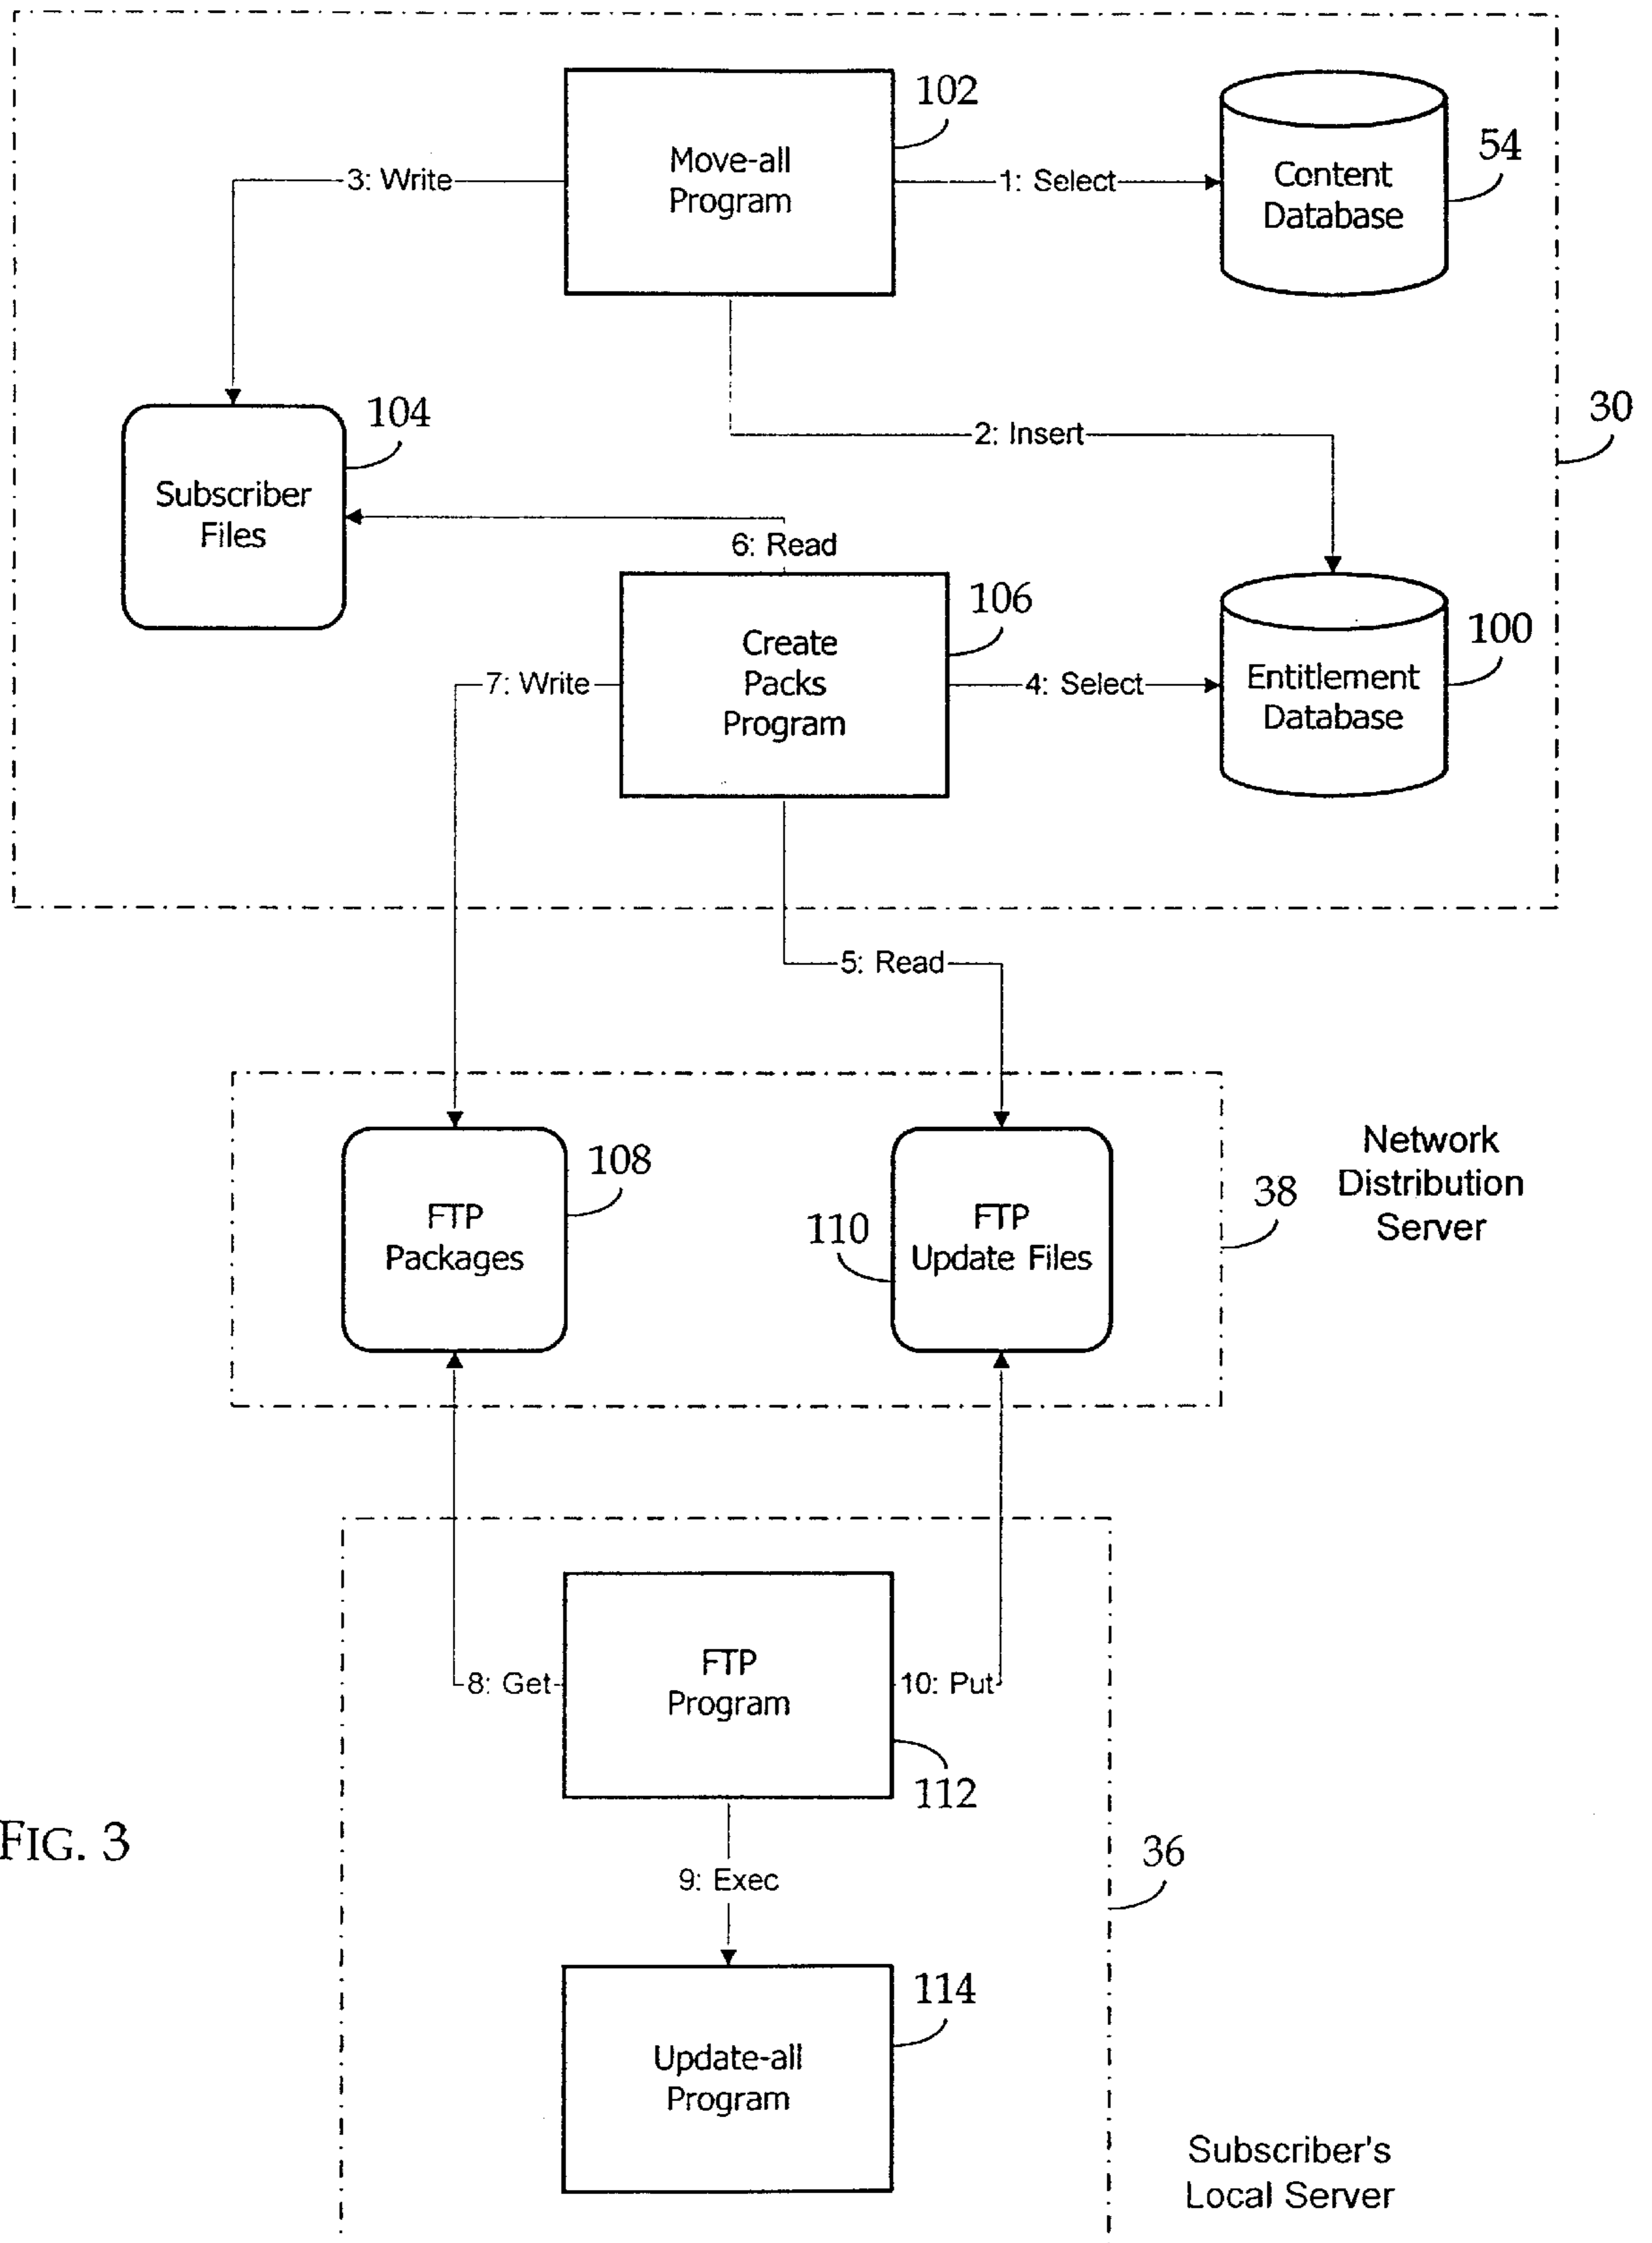 102
Move-all
Program
1: Select
Content
Database
54
3: Write
104
2: Insert
30
Subscriber
Files
6: Read
106
Create
Packs
Program
100
7: Write
4: Select
Entitlement
Database
5: Read
Network
Distribution
Server
108
38
FTP
Packages
110
FTP
Update Files
8: Get
FTP
Program
10: Put
112
FIG. 3
36
9: Exec
114
Update-all
Program
Subscriber's
Local Server